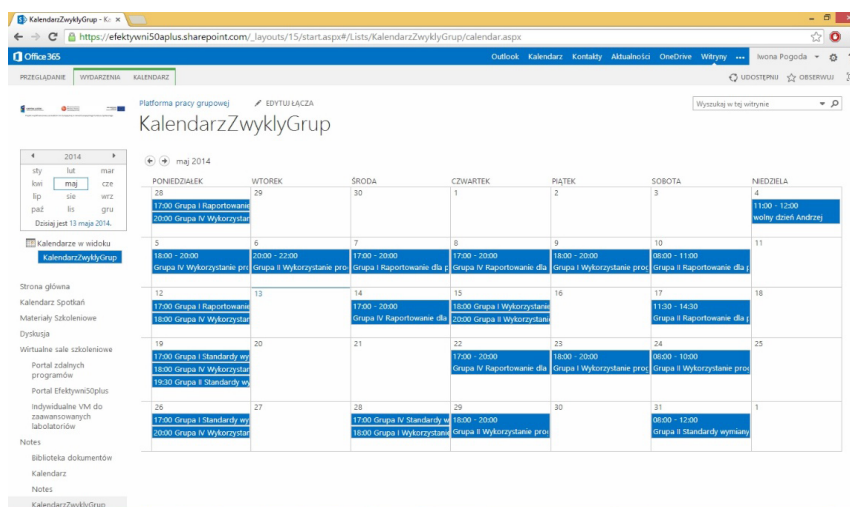 KalendarzZwyklyGrup - Ka ×
https://efektywni50aplus.sharepoint.com/_layouts/15/start.aspx#/Lists/KalendarzZwyklyGrup/calendar.aspx
Office 365
Outlook Kalendarz Kontakty Aktualności OneDrive Witryny ... Iwona Pogoda
PRZEGLĄDANIE WYDARZENIA KALENDARZ
UDOSTĘPNIJ OBSERWUJ
Platforma pracy grupowej EDYTUJ ŁĄCZA
Wyszukaj w tej witrynie
KalendarzZwyklyGrup
2014
sty lut mar
kwi maj cze
lip sie wrz
paź lis gru
Dzisiaj jest 13 maja 2014.
Kalendarze w widoku
KalendarzZwyklyGrup
Strona główna
Kalendarz Spotkań
Materiały Szkoleniowe
Dyskusja
Wirtualne sale szkoleniowe
Portal zdalnych
programów
Portal Efektywni50plus
Indywidualne VM do
zaawansowanych
labolatoriów
Notes
Biblioteka dokumentów
Kalendarz
Notes
KalendarzZwyklyGrup
maj 2014
PONIEDZIAŁEK WTOREK ŚRODA CZWARTEK PIĄTEK SOBOTA NIEDZIELA
28 29 30 1 2 3 4
17:00 Grupa I Raportowanie 11:00 - 12:00
20:00 Grupa IV Wykorzystan wolny dzień Andrzej
5 6 7 8 9 10 11
18:00 - 20:00 20:00 - 22:00 17:00 - 20:00 17:00 - 20:00 18:00 - 20:00 08:00 - 11:00
Grupa IV Wykorzystanie pro Grupa II Wykorzystanie pro Grupa I Raportowanie dla p Grupa IV Raportowanie dla Grupa I Wykorzystanie prog Grupa II Raportowanie dla p
12 13 14 15 16 17 18
17:00 Grupa I Raportowanie 17:00 - 20:00 18:00 Grupa I Wykorzystanie 11:30 - 14:30
18:00 Grupa IV Wykorzystan Grupa IV Raportowanie dla 20:00 Grupa II Wykorzystani Grupa II Raportowanie dla p
19 20 21 22 23 24 25
17:00 Grupa I Standardy wy 17:00 - 20:00 18:00 - 20:00 08:00 - 10:00
18:00 Grupa IV Wykorzystan Grupa IV Raportowanie dla Grupa I Wykorzystanie prog Grupa II Wykorzystanie prog
19:30 Grupa II Standardy wy
26 27 28 29 30 31 1
17:00 Grupa I Standardy wy 17:00 Grupa IV Standardy w 18:00 - 20:00 08:00 - 12:00
20:00 Grupa IV Wykorzystan 18:00 Grupa I Wykorzystanie Grupa II Wykorzystanie pro Grupa II Standardy wymiany